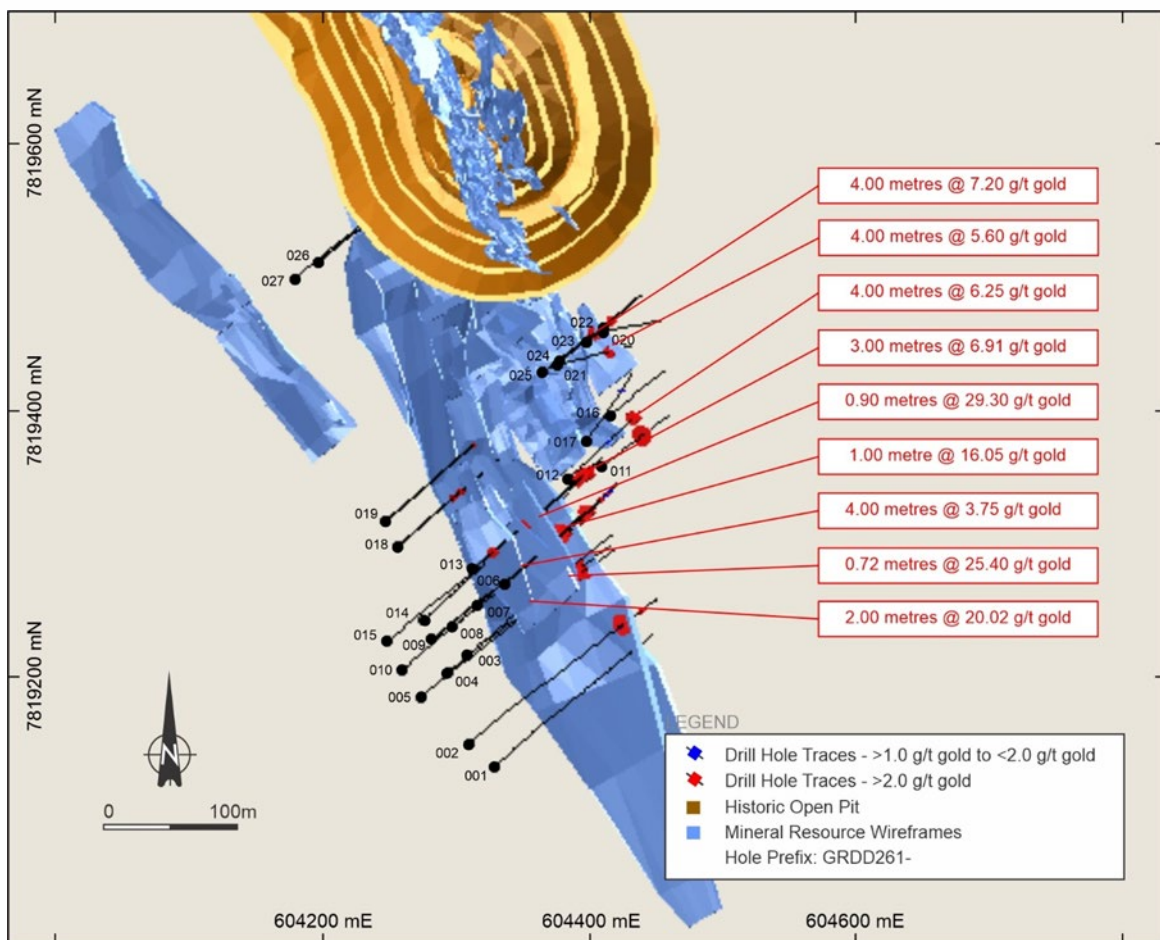 7819600 mN
7819400 mN
7819200 mN
4.00 metres @ 7.20 g/t gold
4.00 metres @ 5.60 g/t gold
4.00 metres @ 6.25 g/t gold
3.00 metres @ 6.91 g/t gold
0.90 metres @ 29.30 g/t gold
1.00 metre @ 16.05 g/t gold
4.00 metres @ 3.75 g/t gold
0.72 metres @ 25.40 g/t gold
2.00 metres @ 20.02 g/t gold
026
027
022
023
020
024
025
021
016
017
012
011
019
018
013
006
014
007
015
009
008
010
003
004
005
002
001
N
0 100m
EGEND
Drill Hole Traces - >1.0 g/t gold to <2.0 g/t gold
Drill Hole Traces - >2.0 g/t gold
Historic Open Pit
Mineral Resource Wireframes
Hole Prefix: GRDD261-
604200 mE
604400 mE
604600 mE